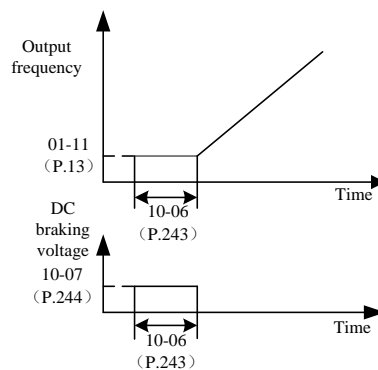 Output
frequency
01-11
（P.13）
Time
10-06
（P.243）
DC
braking
voltage
10-07
（P.244）
Time
10-06
（P.243）